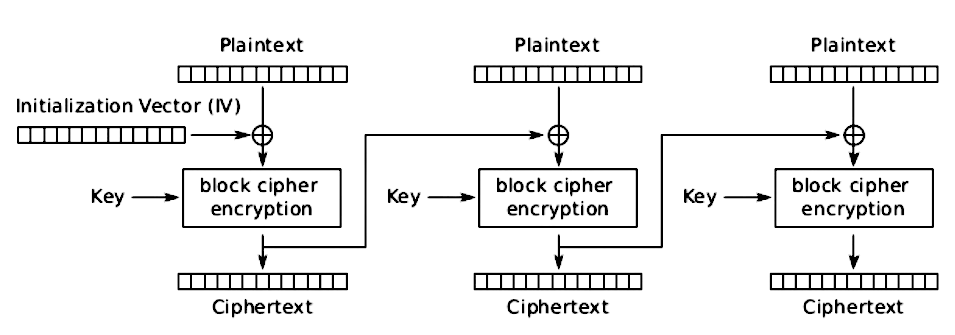 Plaintext
Plaintext
Plaintext
Initialization Vector (IV)
Key
block cipher
encryption
Key
block cipher
encryption
Key
block cipher
encryption
Ciphertext
Ciphertext
Ciphertext